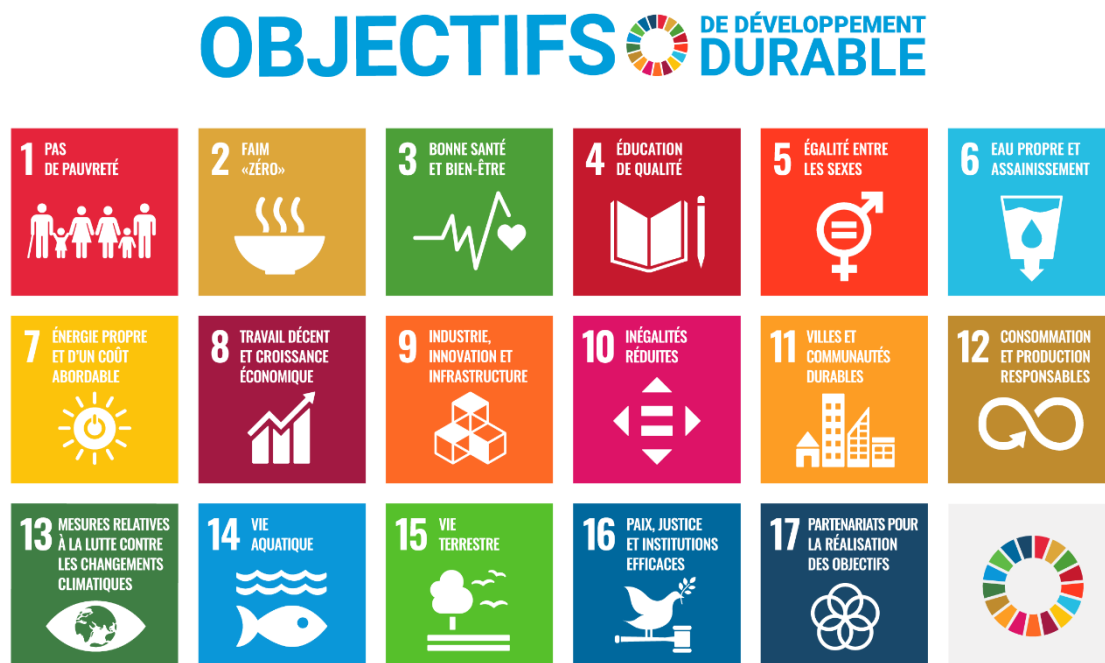 OBJECTIFS DE DÉVELOPPEMENT
DURABLE
1 PAS
DE PAUVRETÉ
2 FAIM
«ZÉRO»
3 BONNE SANTÉ
ET BIEN-ÊTRE
4 ÉDUCATION
DE QUALITÉ
5 ÉGALITÉ ENTRE
LES SEXES
6 EAU PROPRE ET
ASSAINISSEMENT
7 ÉNERGIE PROPRE
ET D'UN COÛT
ABORDABLE
8 TRAVAIL DÉCENT
ET CROISSANCE
ÉCONOMIQUE
9 INDUSTRIE,
INNOVATION ET
INFRASTRUCTURE
10 INÉGALITÉS
RÉDUITES
11 VILLES ET
COMMUNAUTÉS
DURABLES
12 CONSOMMATION
ET PRODUCTION
RESPONSABLES
13 MESURES RELATIVES
À LA LUTTE CONTRE
LES CHANGEMENTS
CLIMATIQUES
14 VIE
AQUATIQUE
15 VIE
TERRESTRE
16 PAIX, JUSTICE
ET INSTITUTIONS
EFFICACES
17 PARTENARIATS POUR
LA RÉALISATION
DES OBJECTIFS